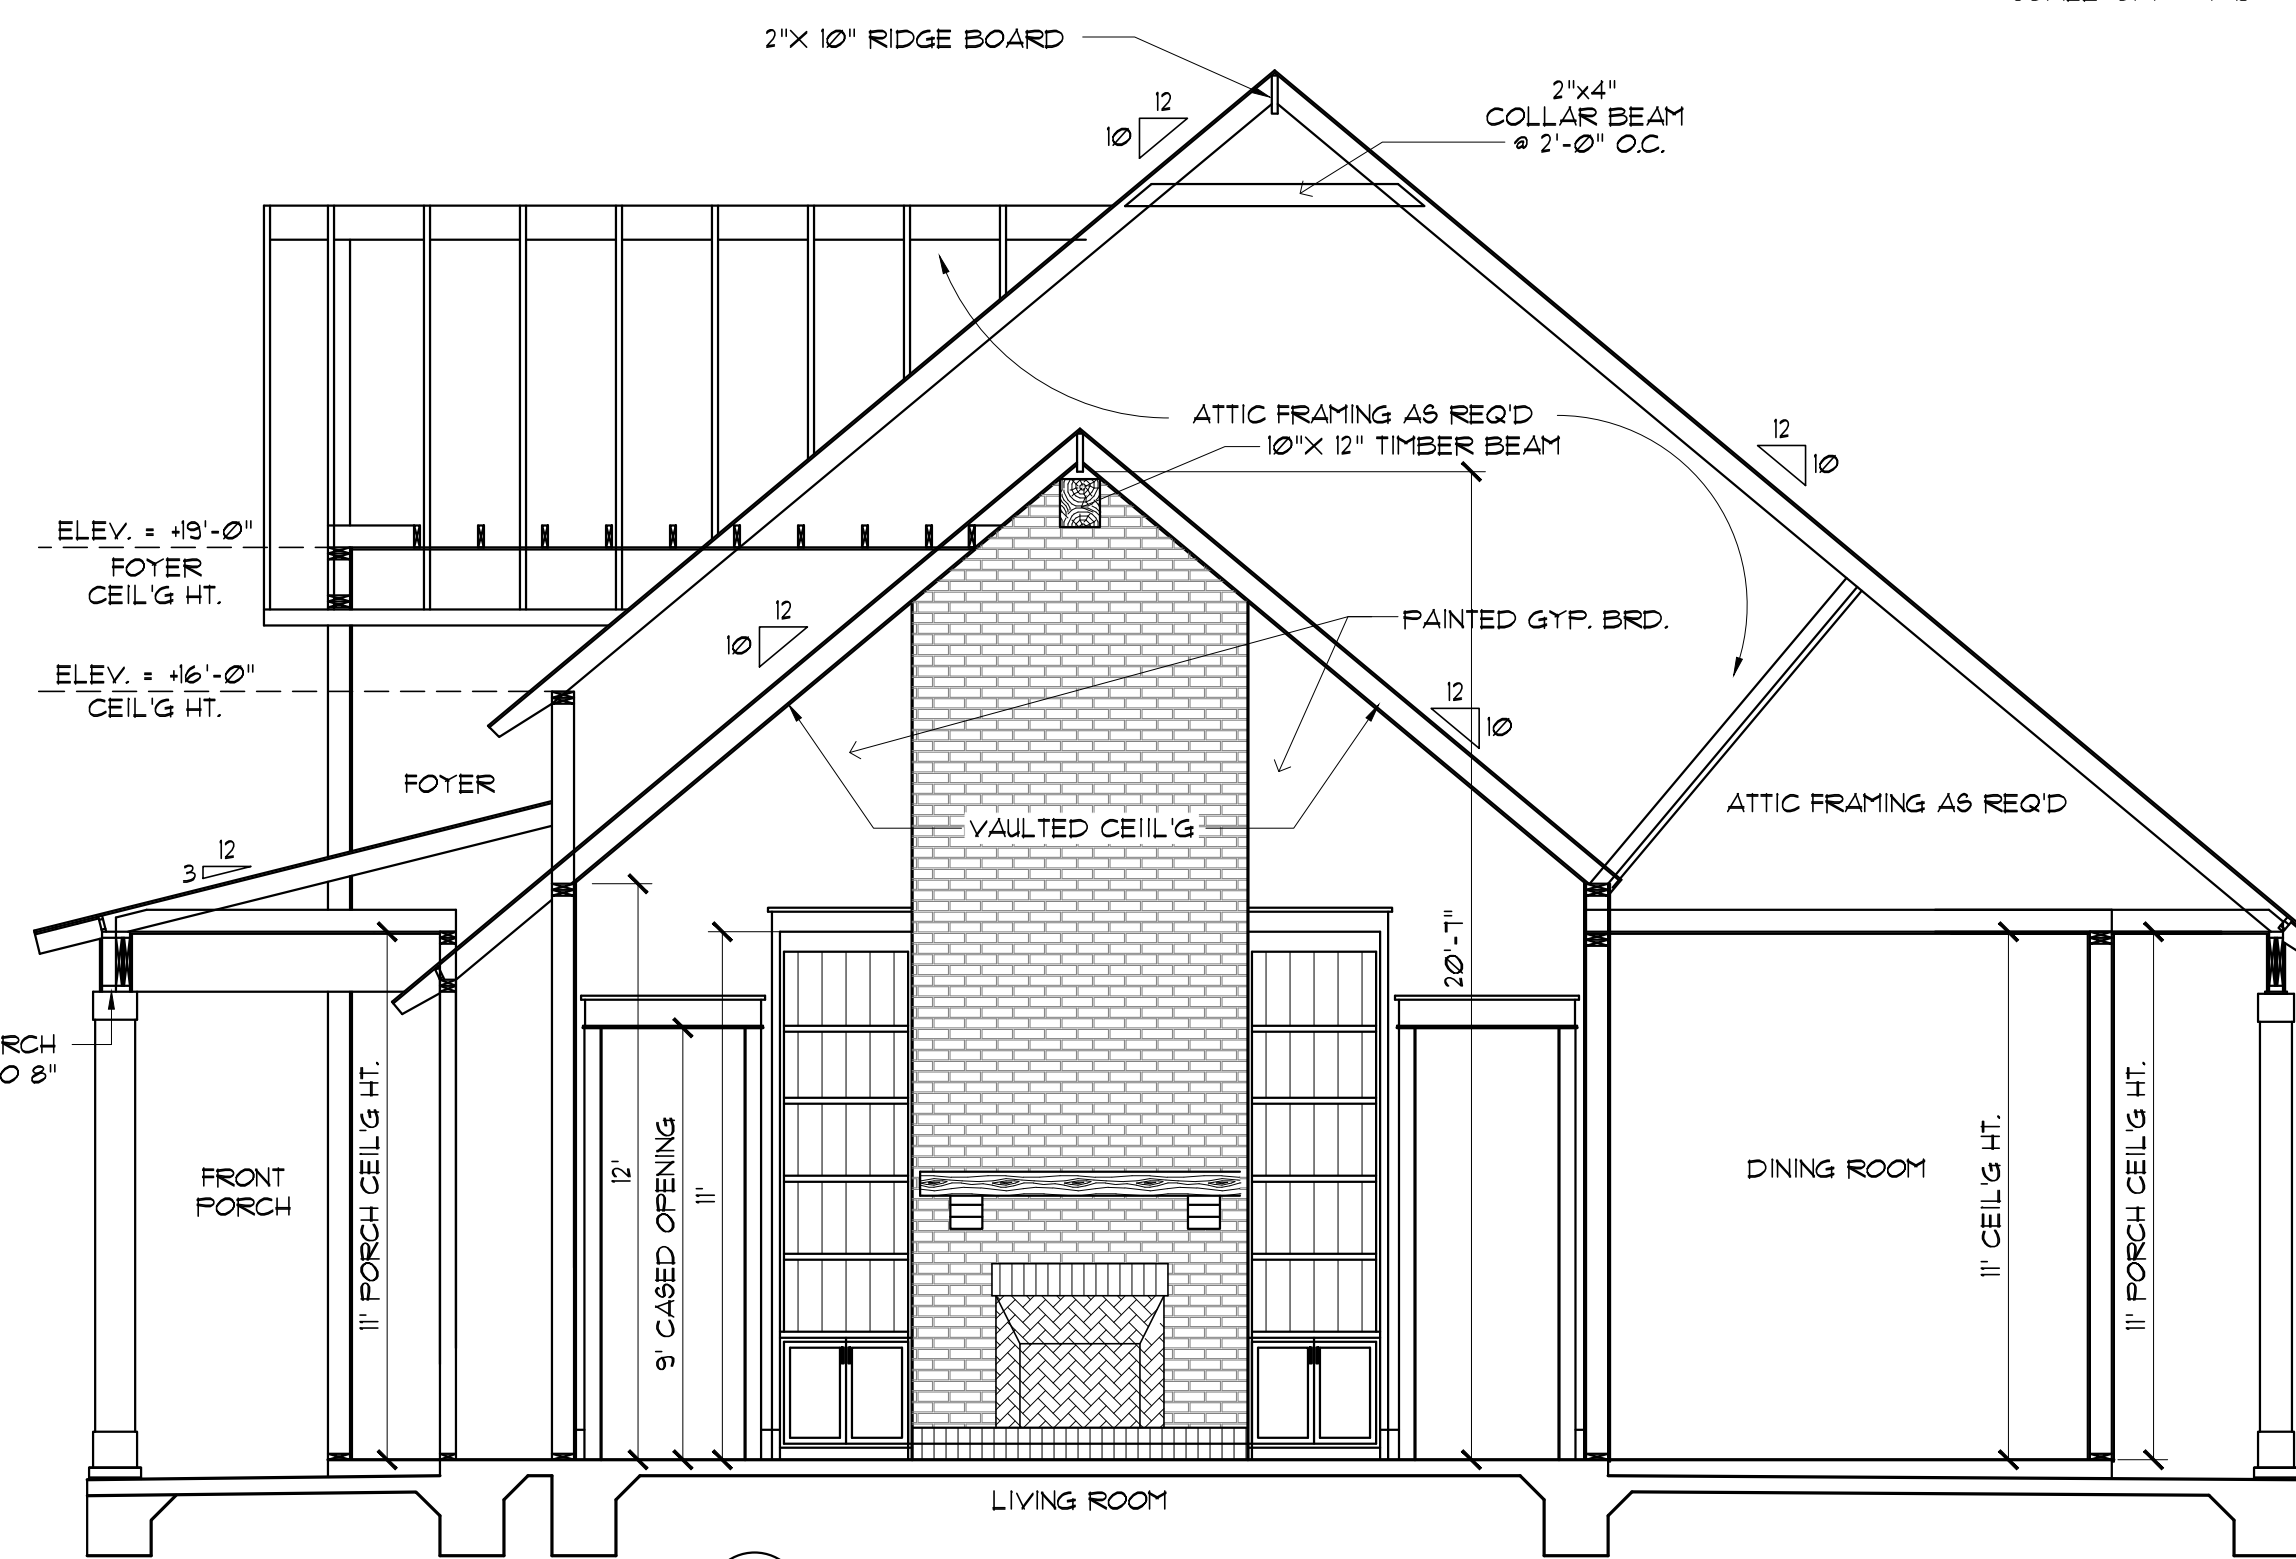 2"X 10" RIDGE BOARD
2"x4"
COLLAR BEAM
@ 2'-0" O.C.
12
10
ATTIC FRAMING AS REQ'D
10"X 12" TIMBER BEAM
12
10
ELEV. = +19'-0"
FOYER
CEIL'G HT.
12
10
PAINTED GYP. BRD.
ELEV. = +16'-0"
CEIL'G HT.
12
10
FOYER
VAULTED CEIIL'G
ATTIC FRAMING AS REQ'D
12
3
20'-7"
RCH
O 8"
FRONT
PORCH
11' PORCH CEIL'G HT.
12'
9' CASED OPENING
11'
DINING ROOM
11' CEIL'G HT.
11' PORCH CEIL'G HT.
LIVING ROOM